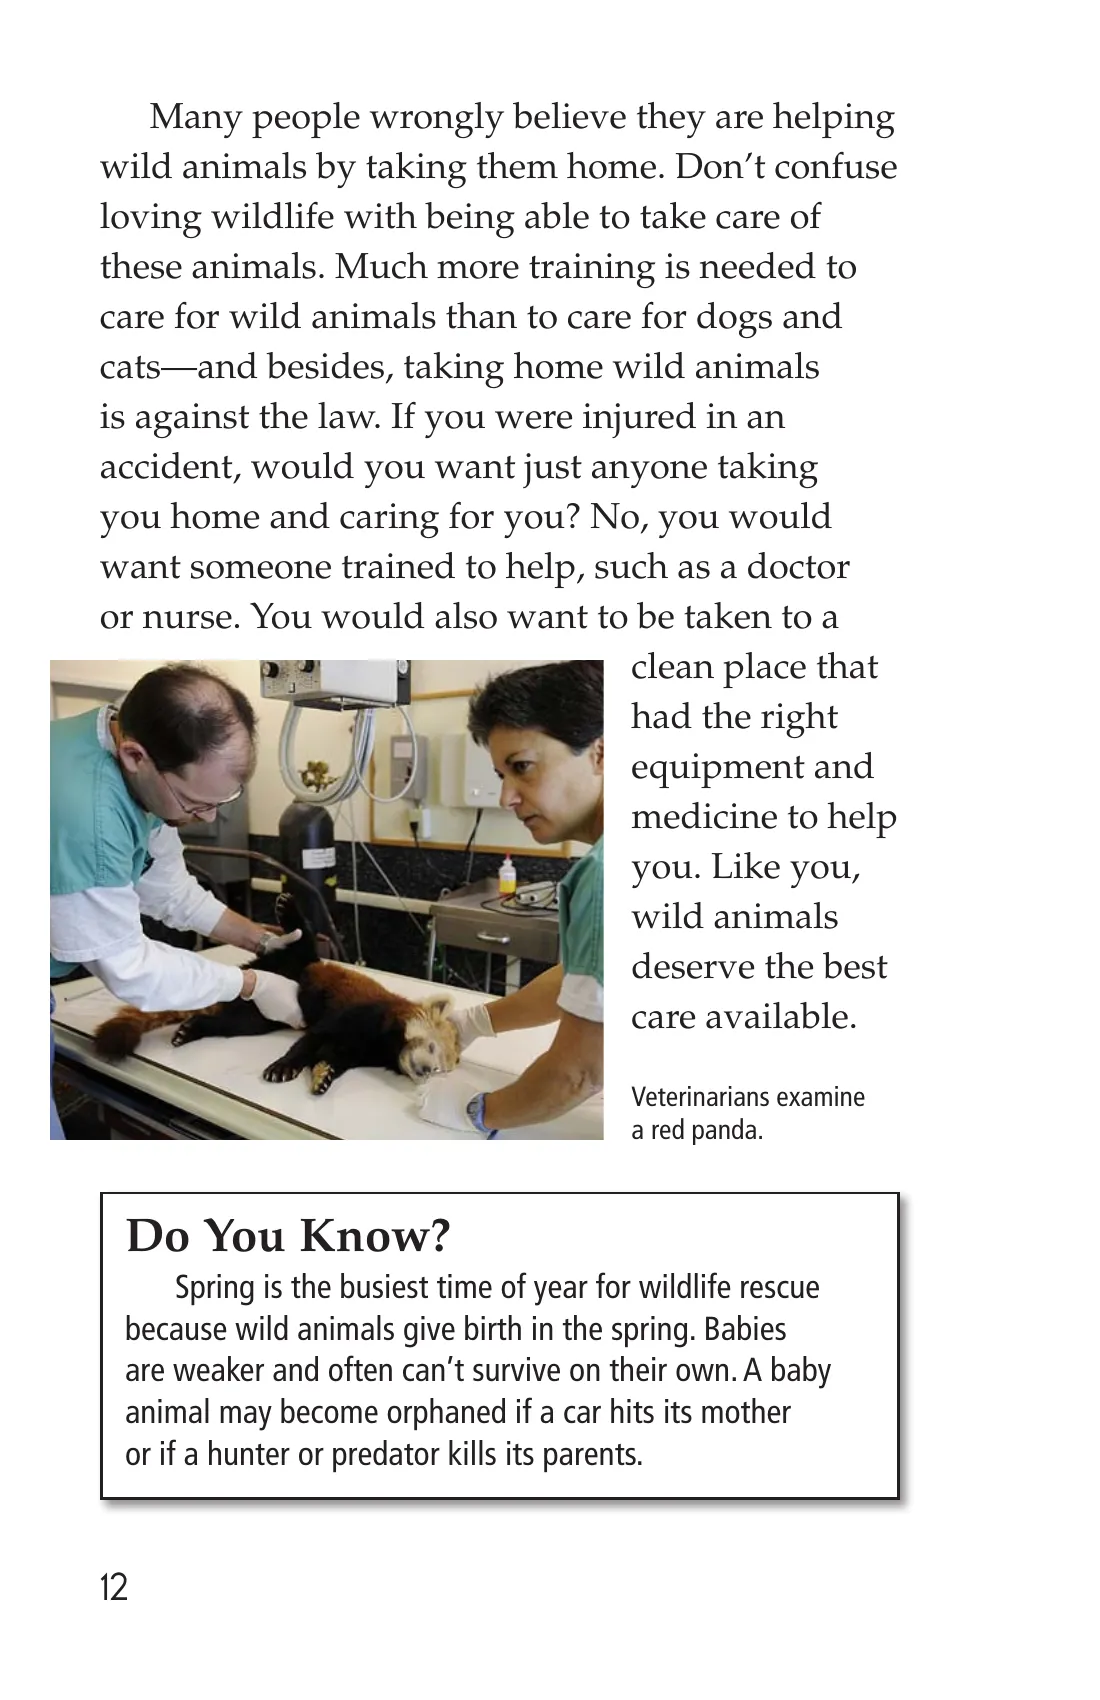 Many people wrongly believe they are helping
wild animals by taking them home. Don’t confuse
loving wildlife with being able to take care of
these animals. Much more training is needed to
care for wild animals than to care for dogs and
cats—and besides, taking home wild animals
is against the law. If you were injured in an
accident, would you want just anyone taking
you home and caring for you? No, you would
want someone trained to help, such as a doctor
or nurse. You would also want to be taken to a
clean place that
had the right
equipment and
medicine to help
you. Like you,
wild animals
deserve the best
care available.
Veterinarians examine
a red panda.
Do You Know?
Spring is the busiest time of year for wildlife rescue
because wild animals give birth in the spring. Babies
are weaker and often can’t survive on their own. A baby
animal may become orphaned if a car hits its mother
or if a hunter or predator kills its parents.
12